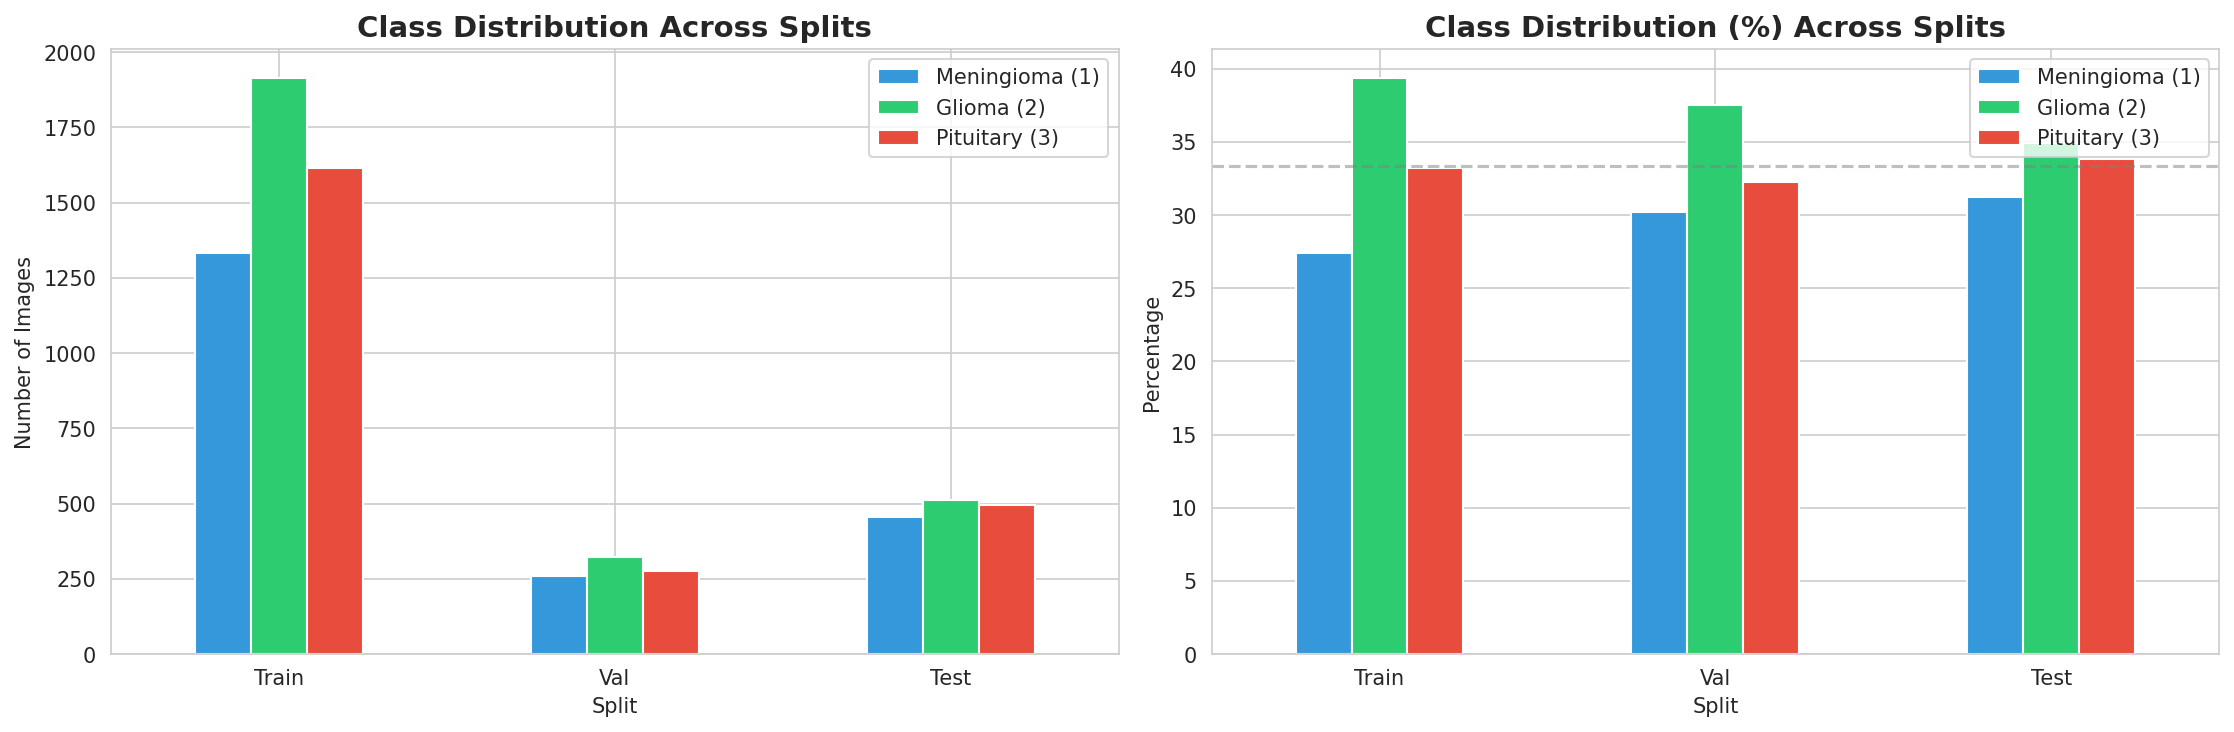 Class Distribution Across Splits
Meningioma (1)
Glioma (2)
Pituitary (3)
Number of Images
2000
1750
1500
1250
1000
750
500
250
0
Train Val Test
Split
Class Distribution (%) Across Splits
Meningioma (1)
Glioma (2)
Pituitary (3)
Percentage
40
35
30
25
20
15
10
5
0
Train Val Test
Split